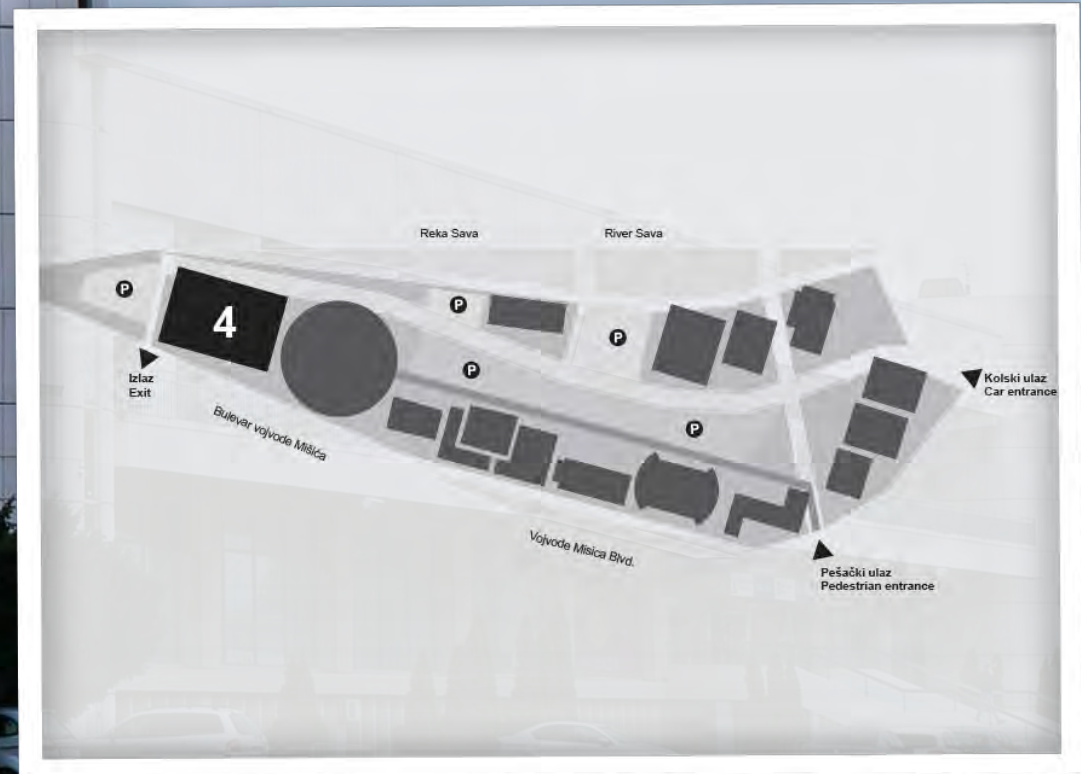 Reka Sava
River Sava
P
4
P
P
P
P
Izlaz
Exit
Kolski ulaz
Car entrance
Bulevar vojvode Mišića
Vojvode Misica Blvd.
Pešački ulaz
Pedestrian entrance